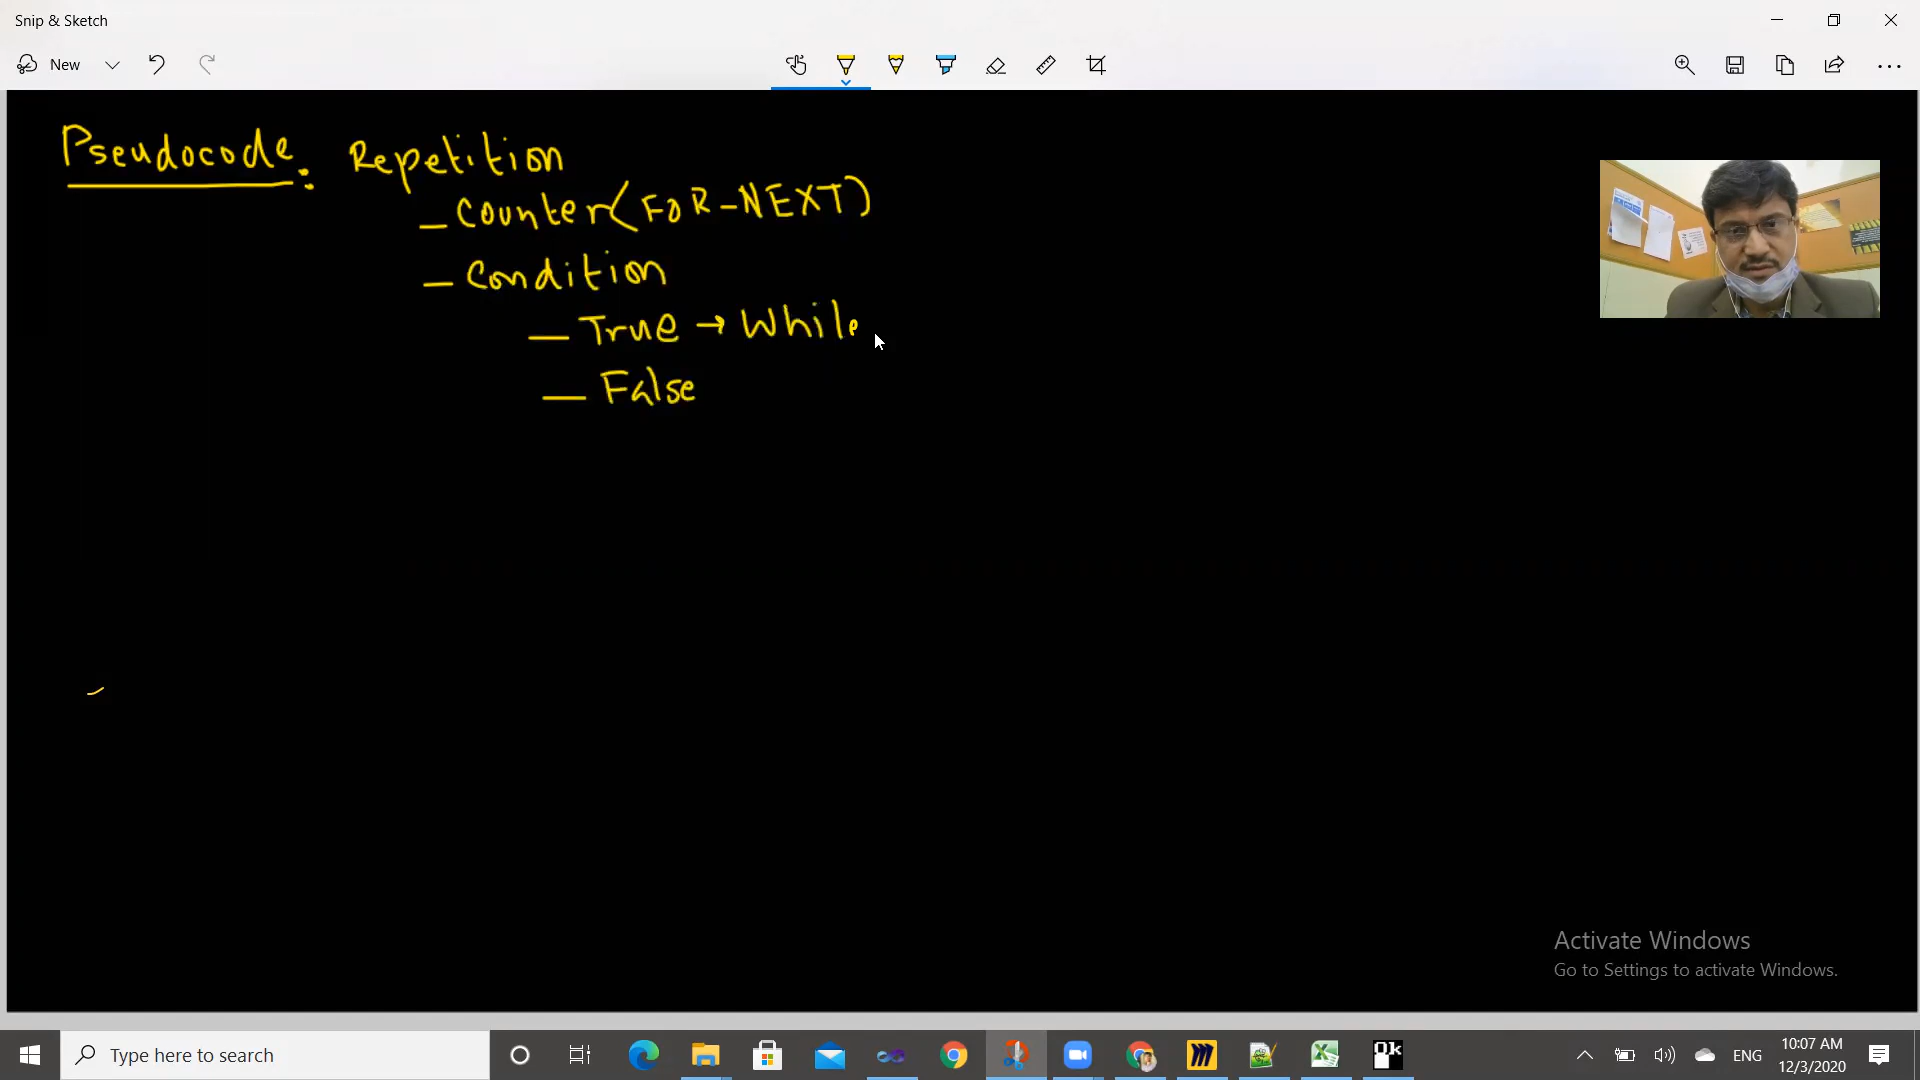 Snip & Sketch
New
Pseudocode: Repetition
– Counter (FOR-NEXT)
– Condition
– True → While
– False
Activate Windows
Go to Settings to activate Windows.
Type here to search
Ok
ENG
10:07 AM
12/3/2020